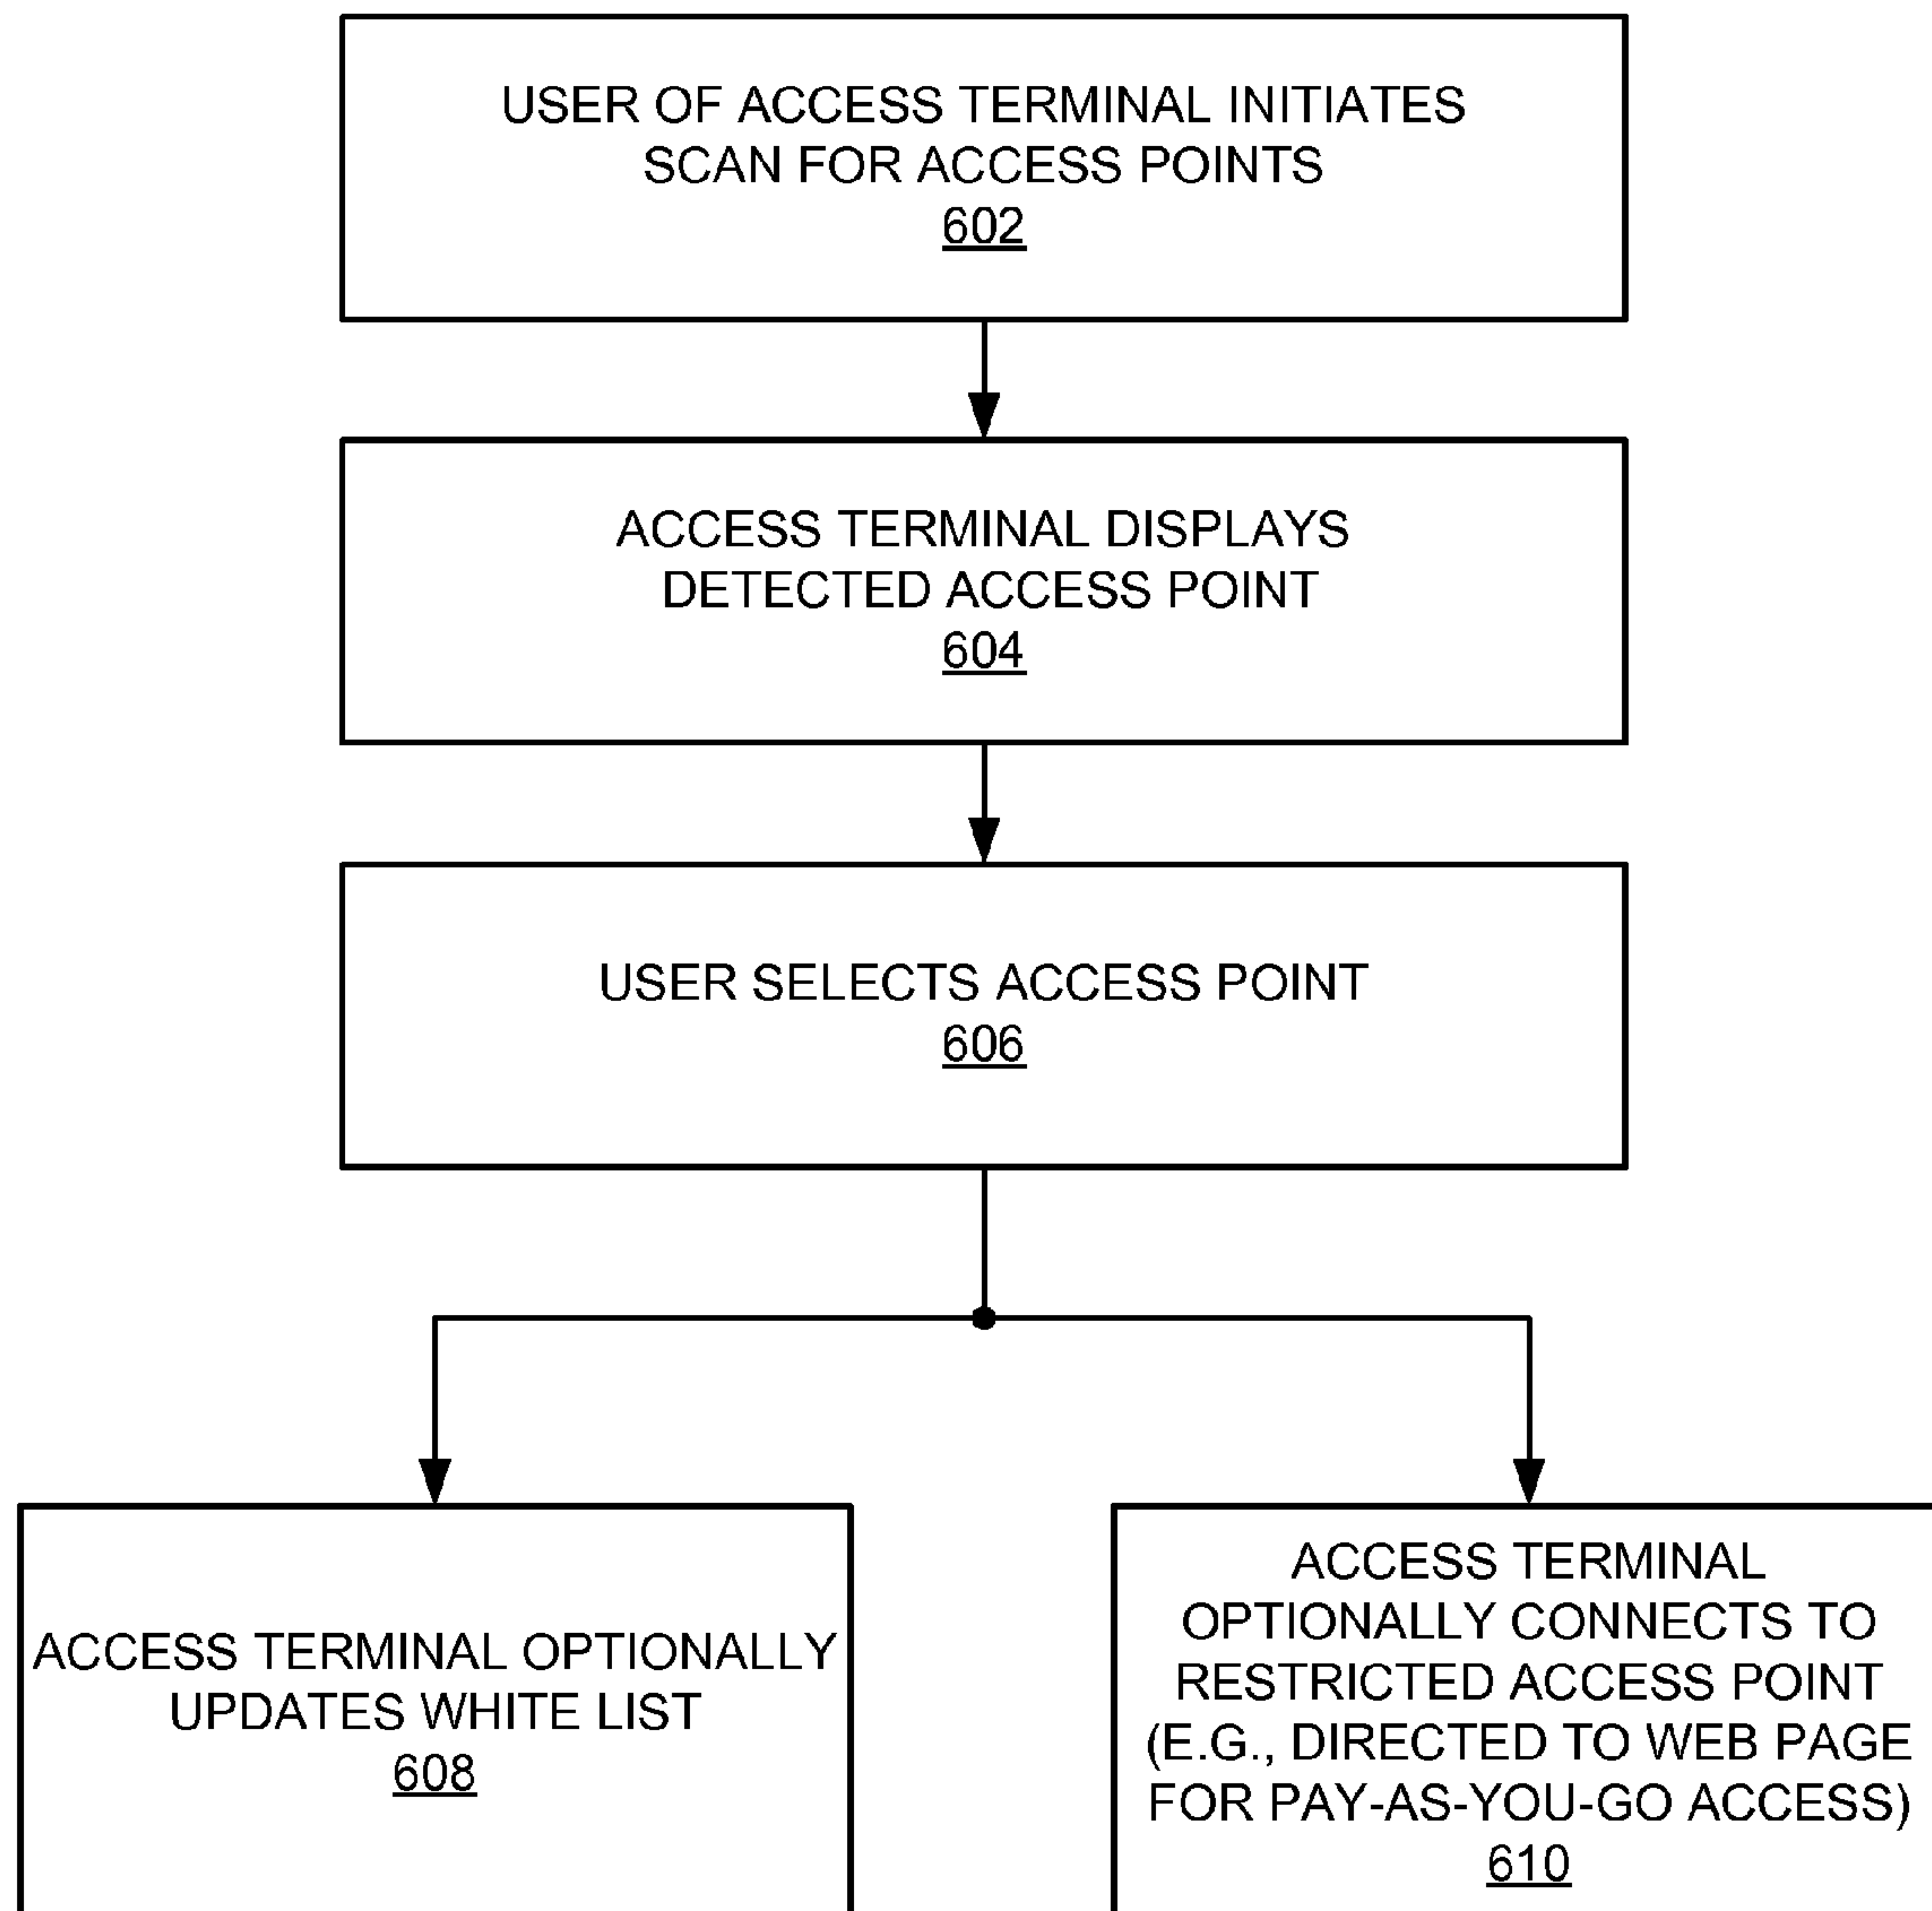 USER OF ACCESS TERMINAL INITIATES
SCAN FOR ACCESS POINTS
602
ACCESS TERMINAL DISPLAYS
DETECTED ACCESS POINT
604
USER SELECTS ACCESS POINT
606
ACCESS TERMINAL OPTIONALLY
UPDATES WHITE LIST
608
ACCESS TERMINAL
OPTIONALLY CONNECTS TO
RESTRICTED ACCESS POINT
(E.G., DIRECTED TO WEB PAGE
FOR PAY-AS-YOU-GO ACCESS)
610